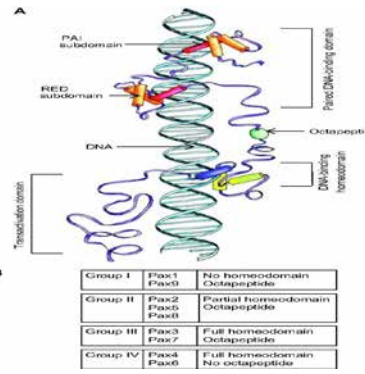 A
PAI
subdomain
RED
subdomain
DNA
Paired DNA-binding domain
Octapepti
DNA-binding
homeodomain
Transactivation domain
B
Group I Pax1 No homeodomain
Pax9 Octapeptide
Group II Pax2 Partial homeodomain
Pax5 Octapeptide
Pax8
Group III Pax3 Full homeodomain
Pax7 Octapeptide
Group IV Pax4 Full homeodomain
Pax6 No octapeptide